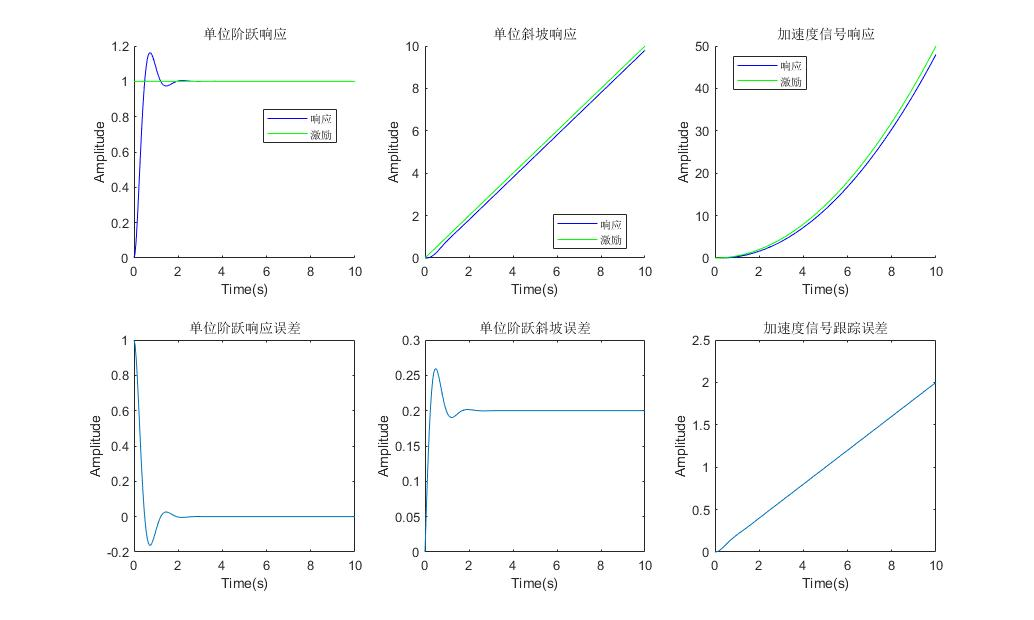 单位阶跃响应
1.2
1
0.8
0.6
0.4
0.2
0
Amplitude
响应
激励
0 2 4 6 8 10
Time(s)
单位斜坡响应
10
8
6
4
2
0
Amplitude
响应
激励
0 2 4 6 8 10
Time(s)
加速度信号响应
50
40
30
20
10
0
Amplitude
响应
激励
0 2 4 6 8 10
Time(s)
单位阶跃响应误差
1
0.8
0.6
0.4
0.2
0
-0.2
Amplitude
0 2 4 6 8 10
Time(s)
单位阶跃斜坡误差
0.3
0.25
0.2
0.15
0.1
0.05
0
Amplitude
0 2 4 6 8 10
Time(s)
加速度信号跟踪误差
2.5
2
1.5
1
0.5
0
Amplitude
0 2 4 6 8 10
Time(s)